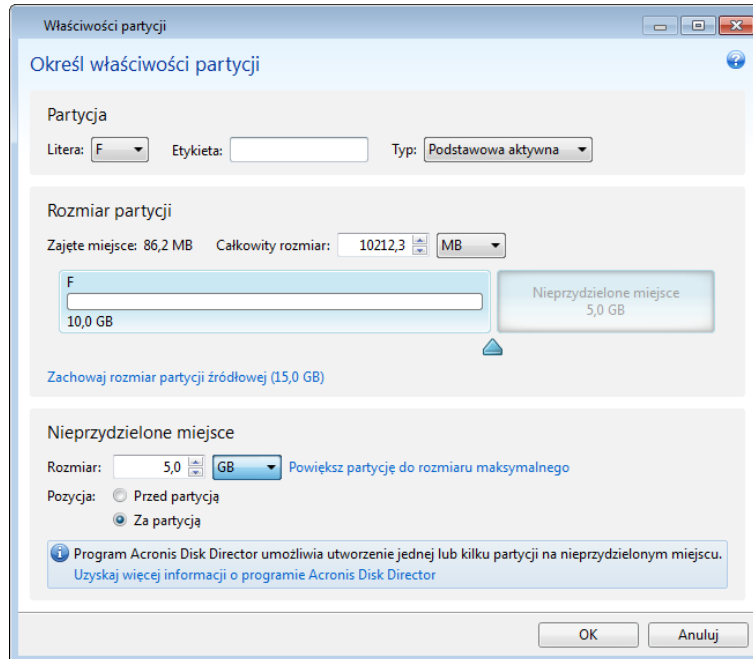 Właściwości partycji
Określ właściwości partycji
Partycja
Litera: F Etykieta: Typ: Podstawowa aktywna
Rozmiar partycji
Zajęte miejsce: 86,2 MB Całkowity rozmiar: 10212,3 MB
F
10,0 GB
Nieprzydzielone miejsce
5,0 GB
Zachowaj rozmiar partycji źródłowej (15,0 GB)
Nieprzydzielone miejsce
Rozmiar: 5,0 GB Powiększ partycję do rozmiaru maksymalnego
Pozycja: Przed partycją
Za partycją
Program Acronis Disk Director umożliwia utworzenie jednej lub kilku partycji na nieprzydzielonym miejscu.
Uzyskaj więcej informacji o programie Acronis Disk Director
OK Anuluj